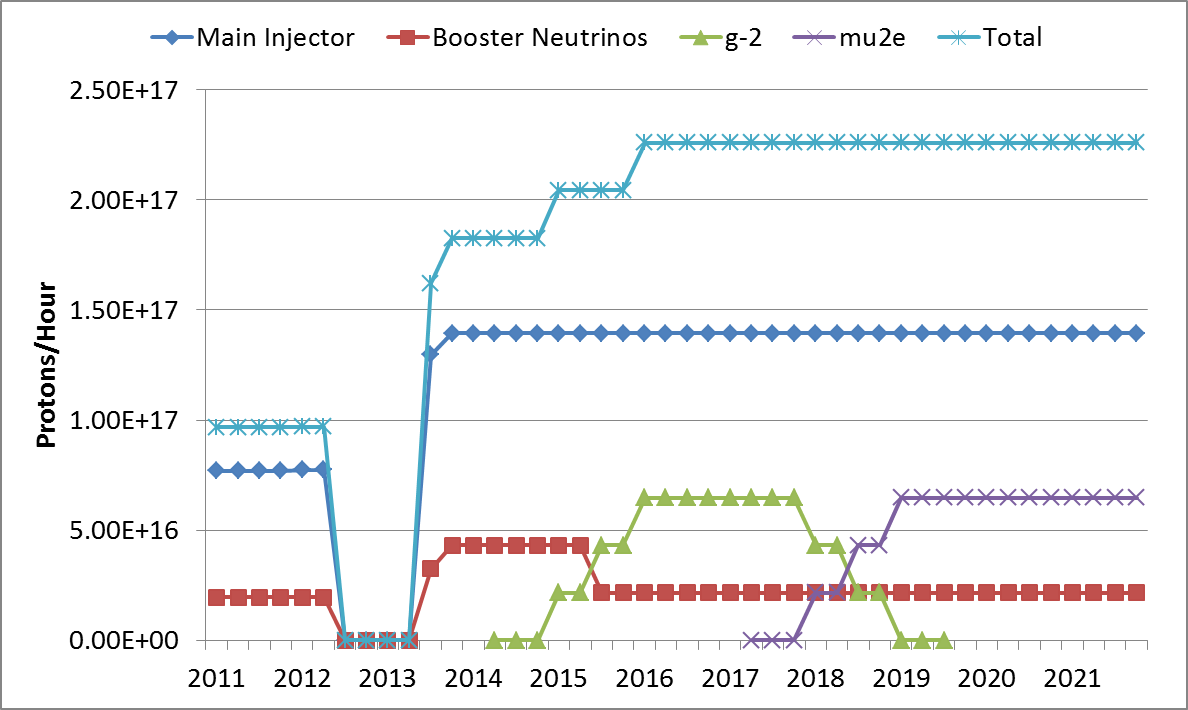 Main Injector Booster Neutrinos g-2 mu2e Total
2.50E+17
2.00E+17
1.50E+17
1.00E+17
5.00E+16
0.00E+00
Protons/Hour
2011 2012 2013 2014 2015 2016 2017 2018 2019 2020 2021